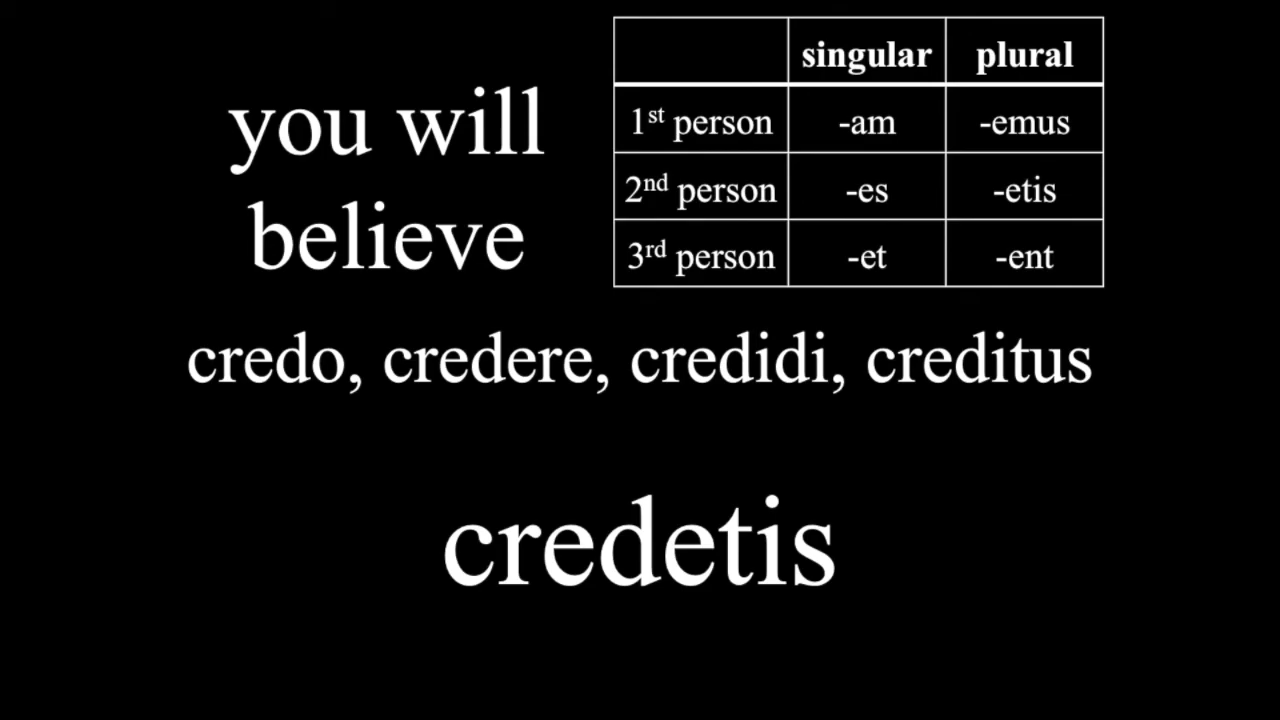 you will
believe
singular plural
1st person -am -emus
2nd person -es -etis
3rd person -et -ent
credo, credere, credidi, creditus
credetis